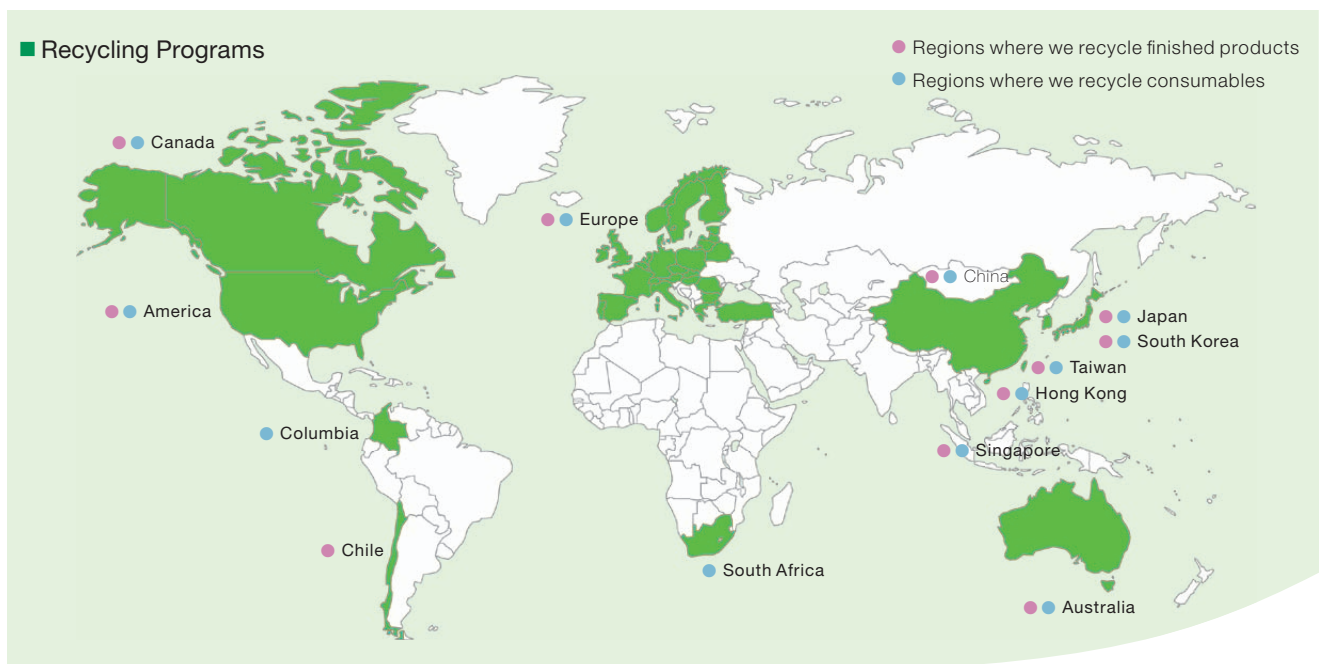 Recycling Programs
Regions where we recycle finished products
Regions where we recycle consumables
Canada
Europe
China
America
Japan
South Korea
Taiwan
Hong Kong
Columbia
Singapore
Chile
South Africa
Australia